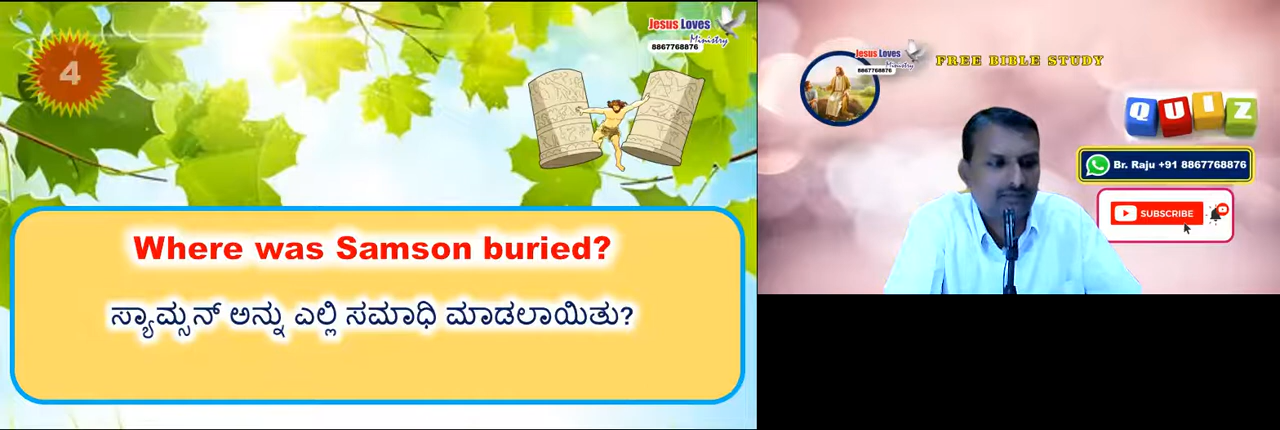 4
Jesus Loves
Ministry
8867768876
Where was Samson buried?
ಸ್ಯಾಮ್ಸನ್ ಅನ್ನು ಎಲ್ಲಿ ಸಮಾಧಿ ಮಾಡಲಾಯಿತು?
Jesus Loves
Ministry
8867768876
FREE BIBLE STUDY
QUIZ
Br. Raju +91 8867768876
SUBSCRIBE